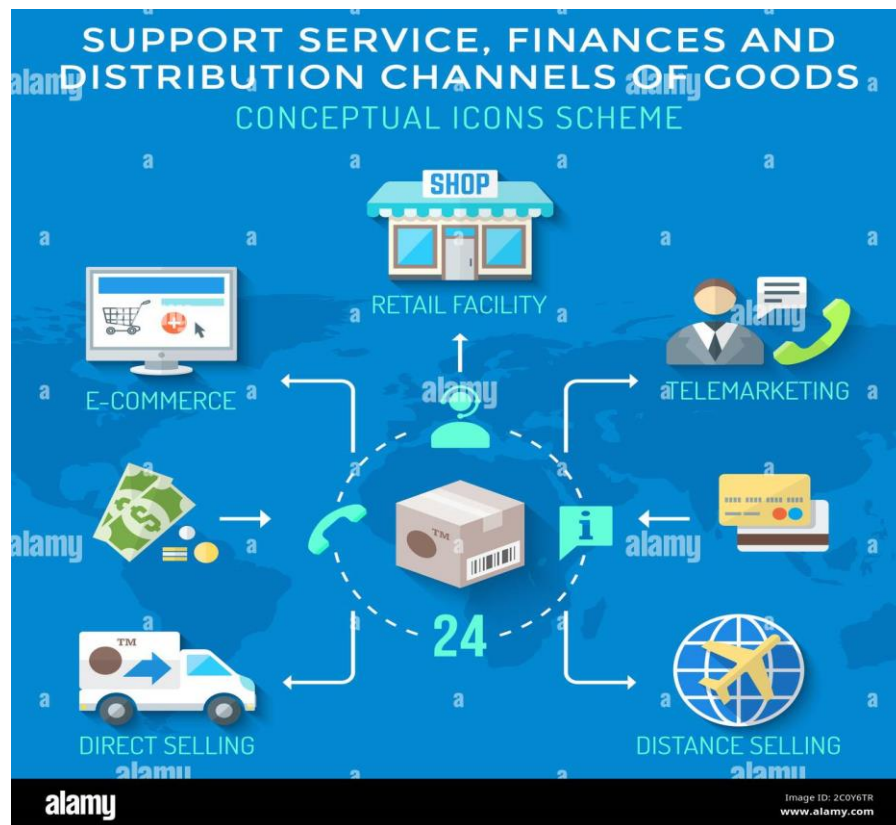 SUPPORT SERVICE, FINANCES AND
DISTRIBUTION CHANNELS OF GOODS
CONCEPTUAL ICONS SCHEME
SHOP
RETAIL FACILITY
E-COMMERCE
TELEMARKETING
TM
i
24
TM
DIRECT SELLING
DISTANCE SELLING
alamy
Image ID: 2C0Y6TR
www.alamy.com